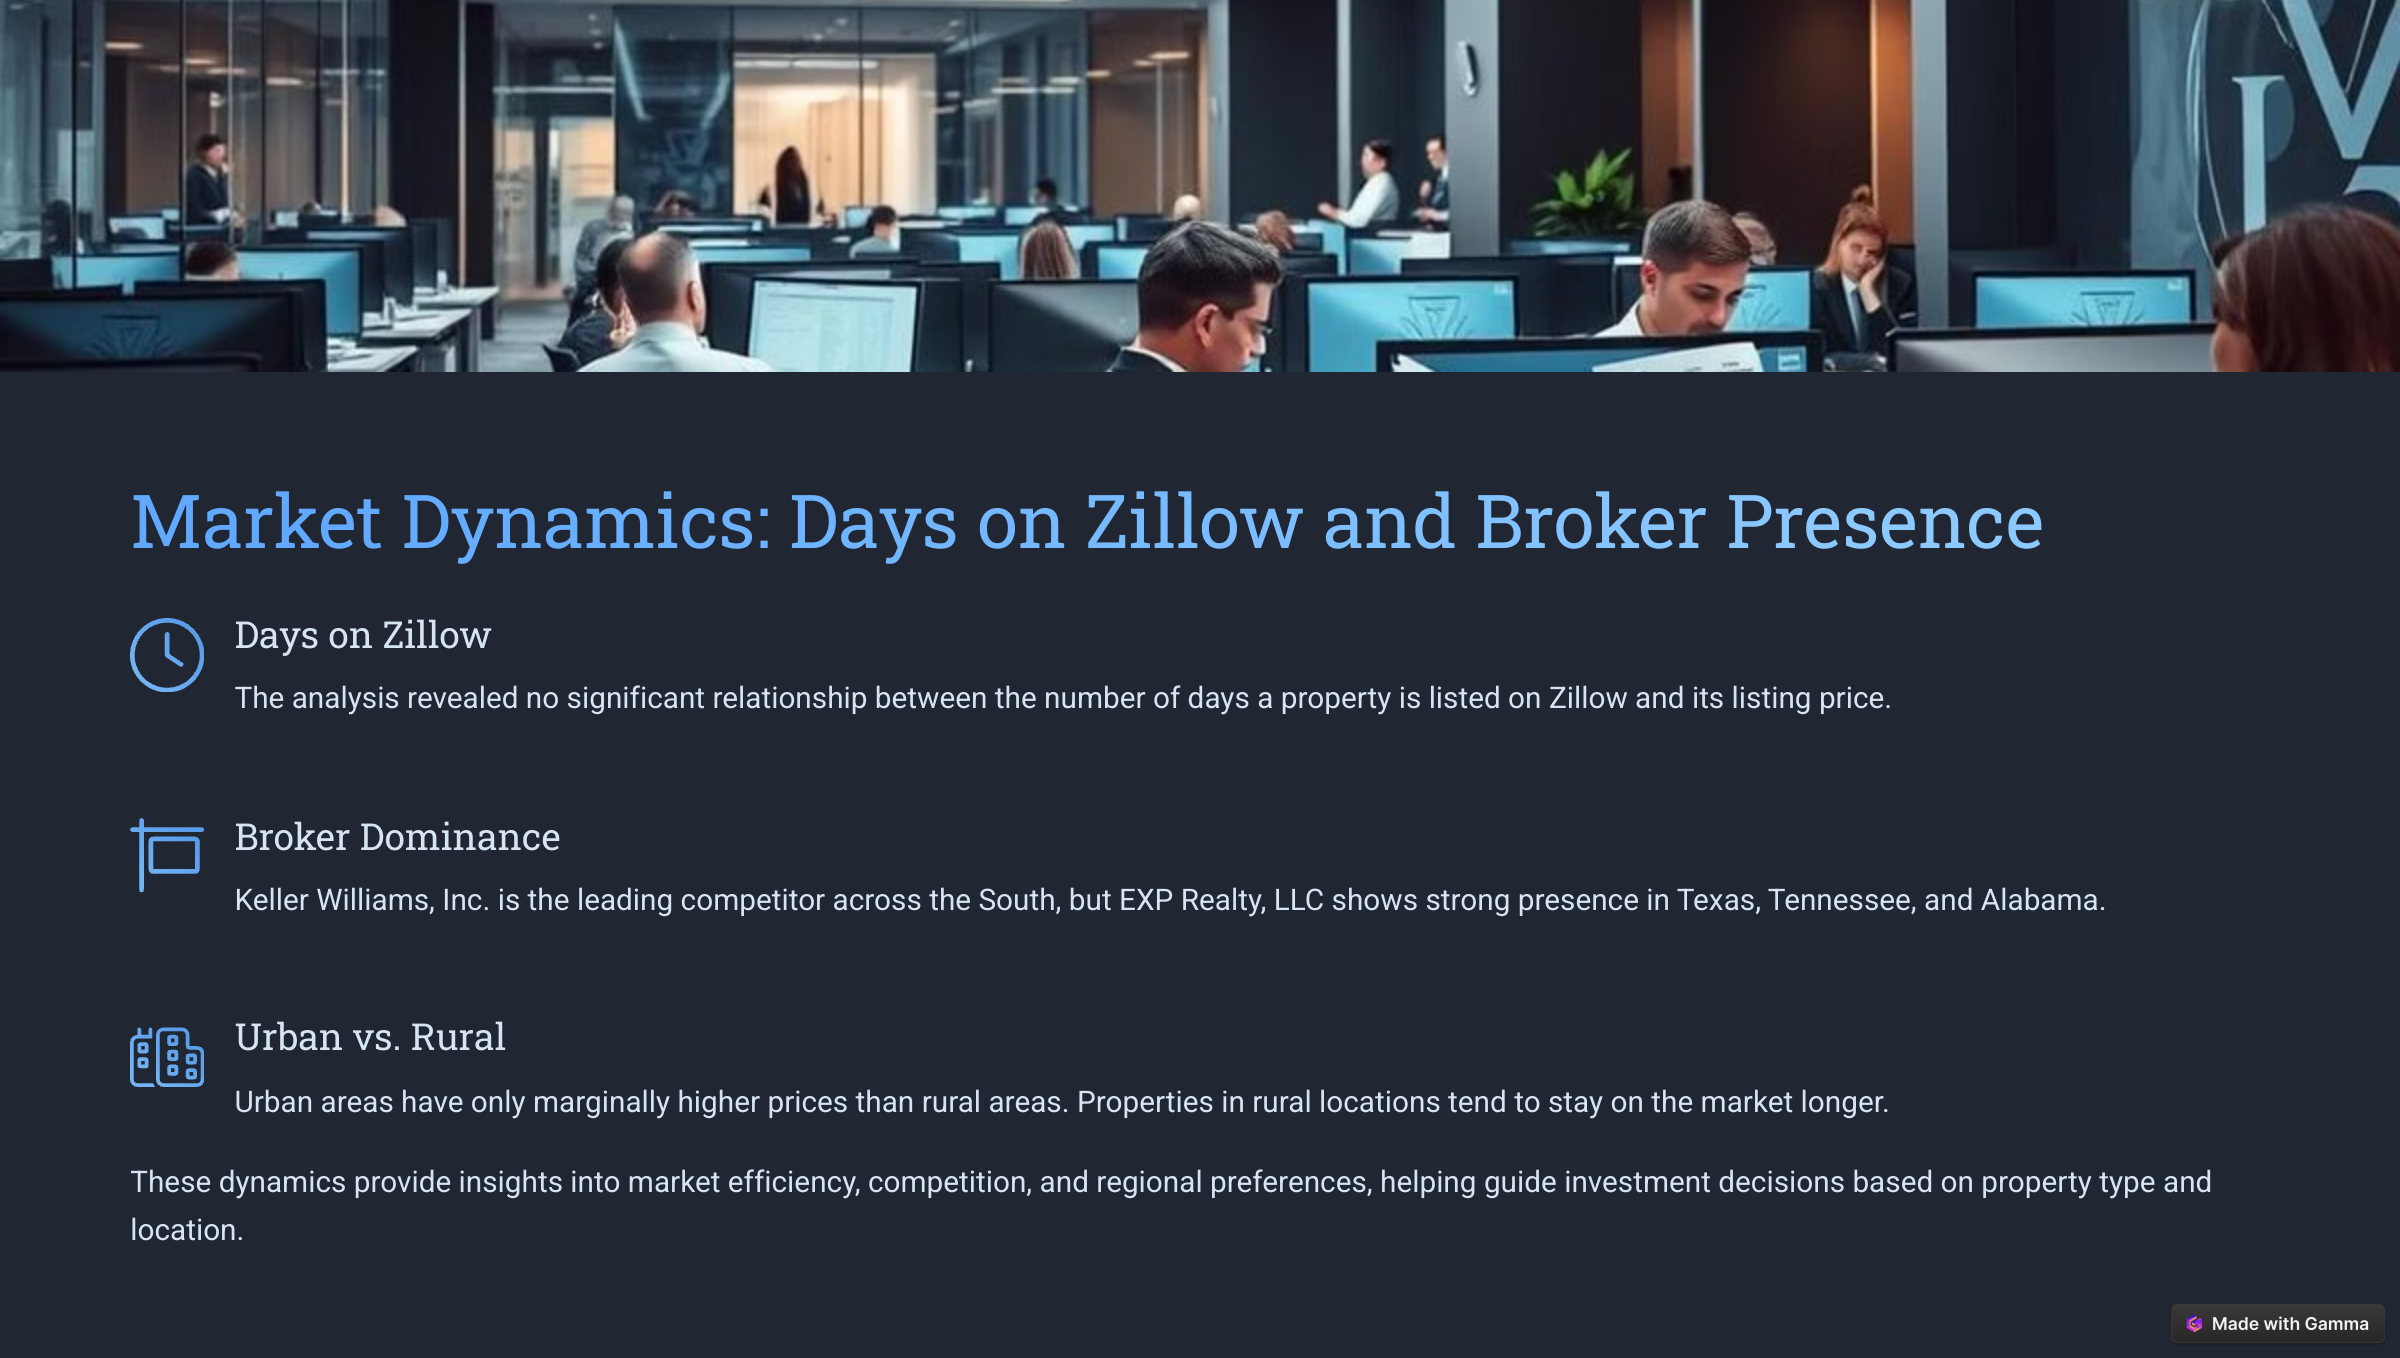 Market Dynamics: Days on Zillow and Broker Presence
Days on Zillow
The analysis revealed no significant relationship between the number of days a property is listed on Zillow and its listing price.
Broker Dominance
Keller Williams, Inc. is the leading competitor across the South, but EXP Realty, LLC shows strong presence in Texas, Tennessee, and Alabama.
Urban vs. Rural
Urban areas have only marginally higher prices than rural areas. Properties in rural locations tend to stay on the market longer.
These dynamics provide insights into market efficiency, competition, and regional preferences, helping guide investment decisions based on property type and
location.
Made with Gamma